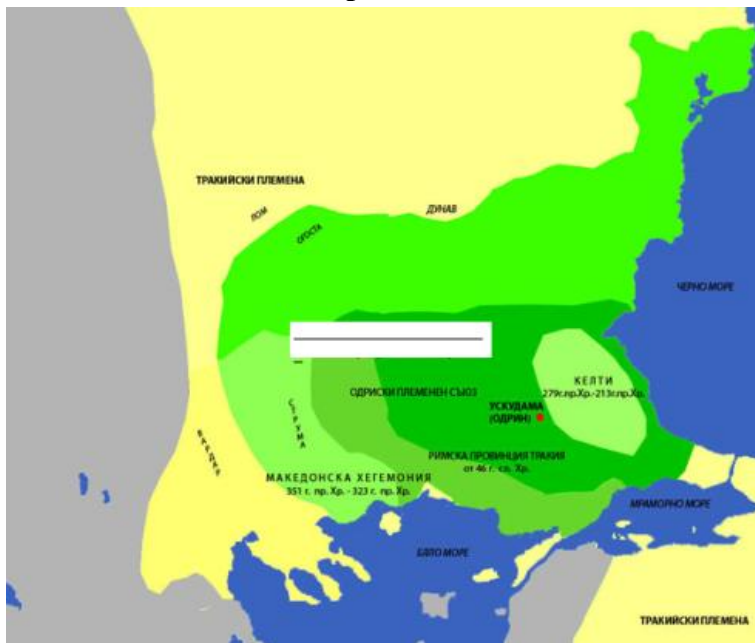 ТРАКИЙСКИ ПЛЕМЕНА
ЛОМ
ОГОСТА
ДУНАВ
ЧЕРНО МОРЕ
КЕЛТИ
279г.пр.Хр.-213г.пр.Хр.
ОДРИСКИ ПЛЕМЕНЕН СЪЮЗ
УСКУДАМА
(ОДРИН)
СТРУМА
ВАРДАР
РИМСКА ПРОВИНЦИЯ ТРАКИЯ
от 46 г. сл. Хр.
МАКЕДОНСКА ХЕГЕМОНИЯ
351 г. пр. Хр. - 323 г. пр. Хр.
МРАМОРНО МОРЕ
БЯЛО МОРЕ
ТРАКИЙСКИ ПЛЕМЕНА